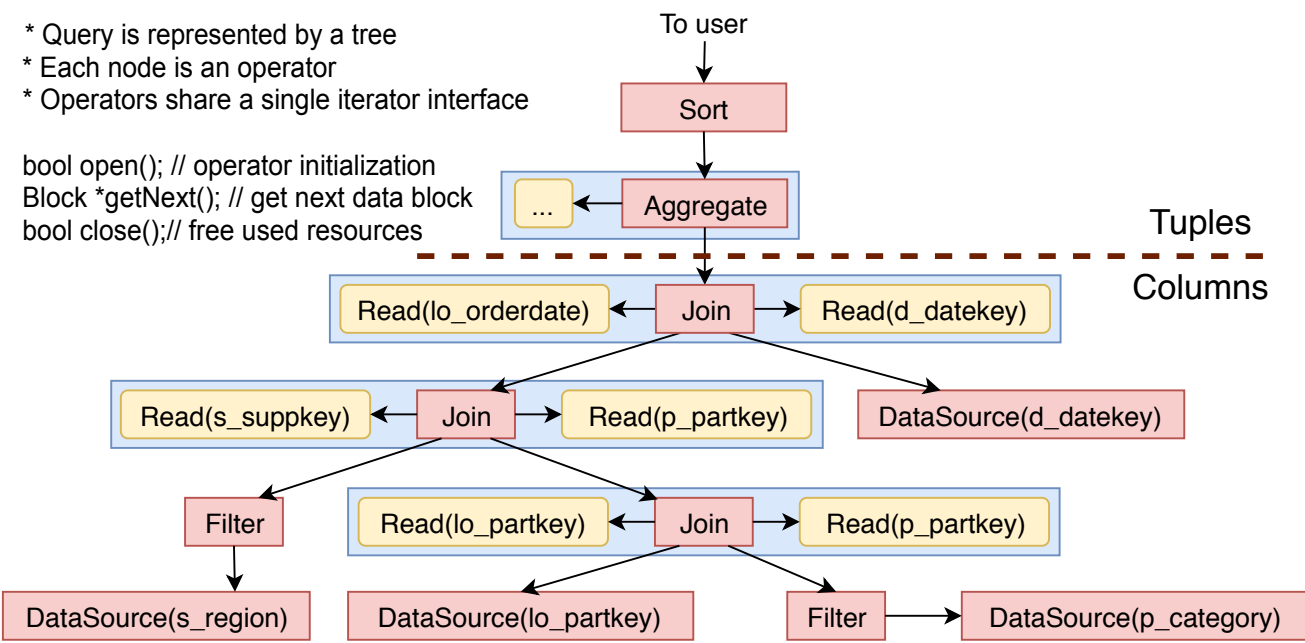 * Query is represented by a tree
* Each node is an operator
* Operators share a single iterator interface
bool open(); // operator initialization
Block *getNext(); // get next data block
bool close();// free used resources
To user
Sort
... Aggregate
Tuples
Columns
Read(lo_orderdate) Join Read(d_datekey)
Read(s_suppkey) Join Read(p_partkey) DataSource(d_datekey)
Filter Read(lo_partkey) Join Read(p_partkey)
DataSource(s_region) DataSource(lo_partkey) Filter DataSource(p_category)